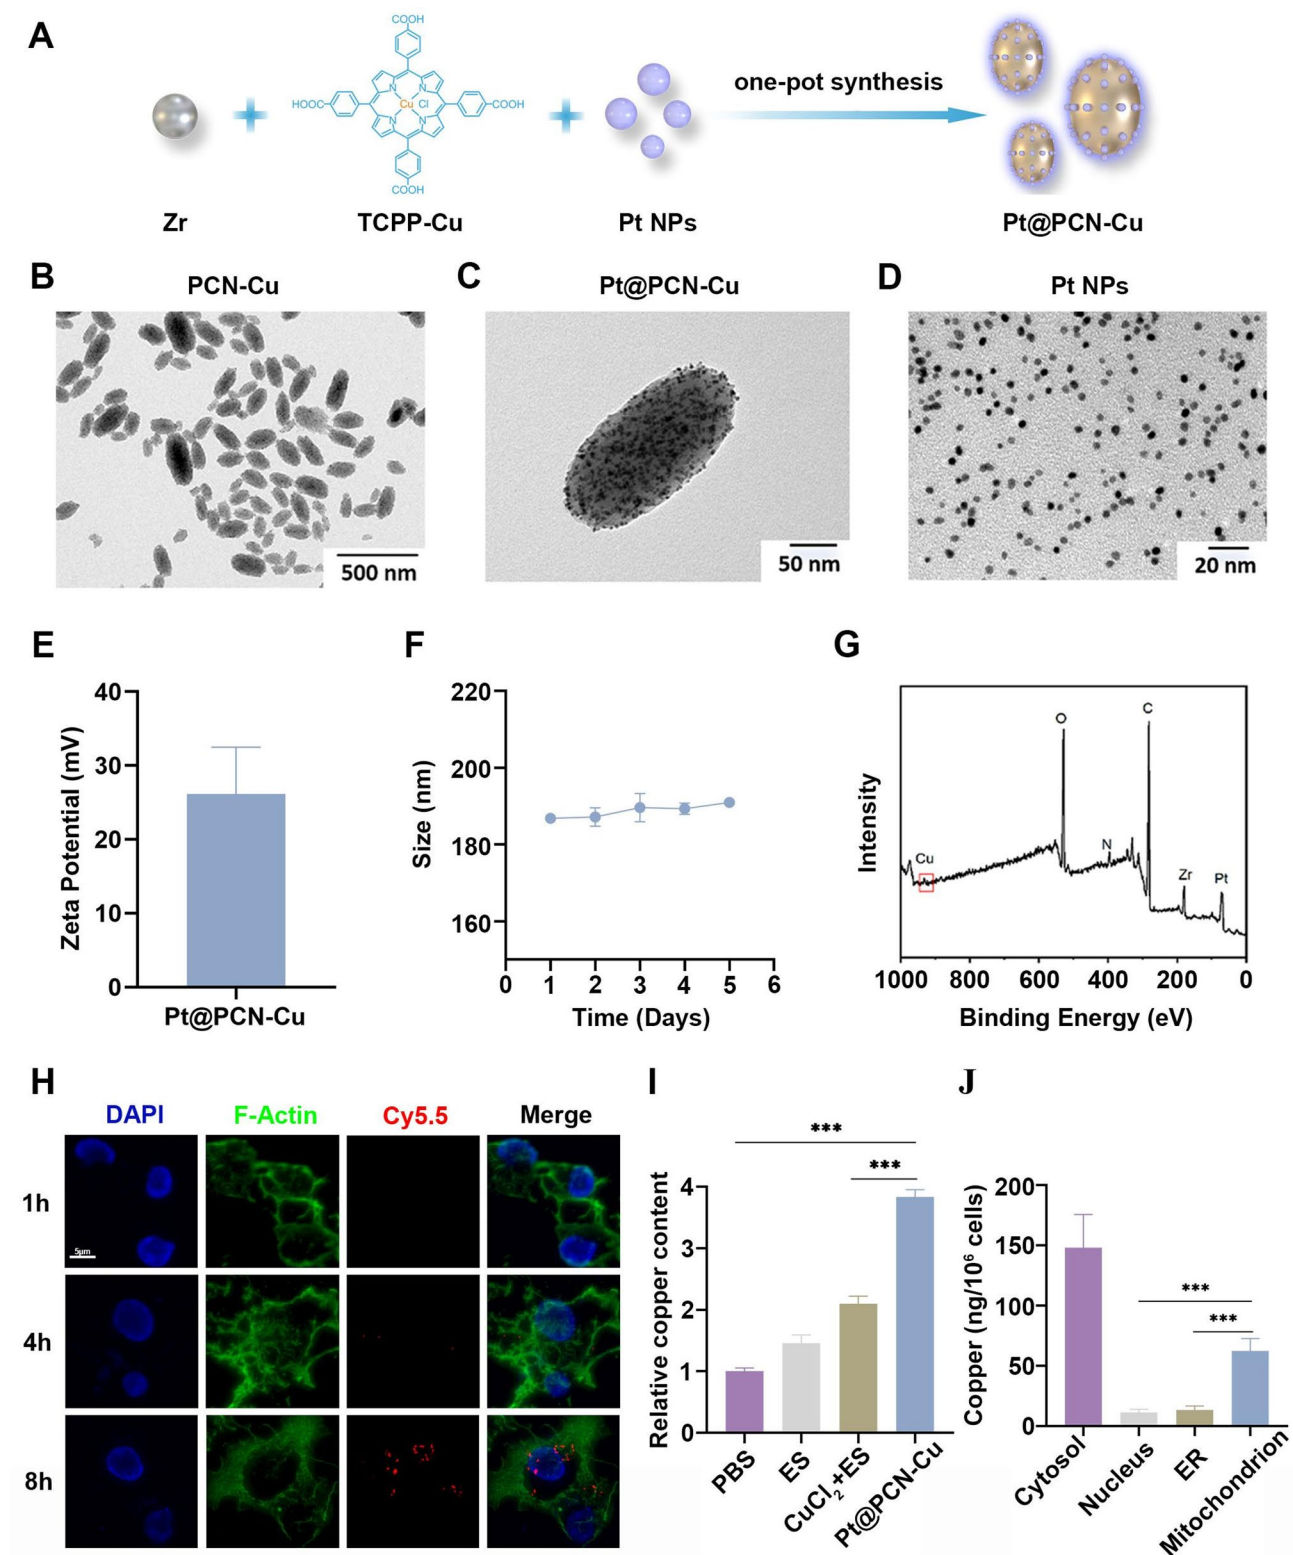 A
COOH
HOOC
N
N
Cu
Cl
N
N
COOH
COOH
one-pot synthesis
Zr
TCPP-Cu
Pt NPs
Pt@PCN-Cu
B
PCN-Cu
500 nm
C
Pt@PCN-Cu
50 nm
D
Pt NPs
20 nm
E
Zeta Potential (mV)
40
30
20
10
0
Pt@PCN-Cu
F
Size (nm)
220
200
180
160
0 1 2 3 4 5 6
Time (Days)
G
Intensity
Cu
O
N
C
Zr
Pt
1000 800 600 400 200 0
Binding Energy (eV)
H
DAPI F-Actin Cy5.5 Merge
1h
5μm
4h
8h
I
Relative copper content
4
3
2
1
0
***
***
PBS
ES
CuCl₂+ES
Pt@PCN-Cu
J
Copper (ng/10⁶ cells)
200
150
100
50
0
***
***
Cytosol
Nucleus
ER
Mitochondrion